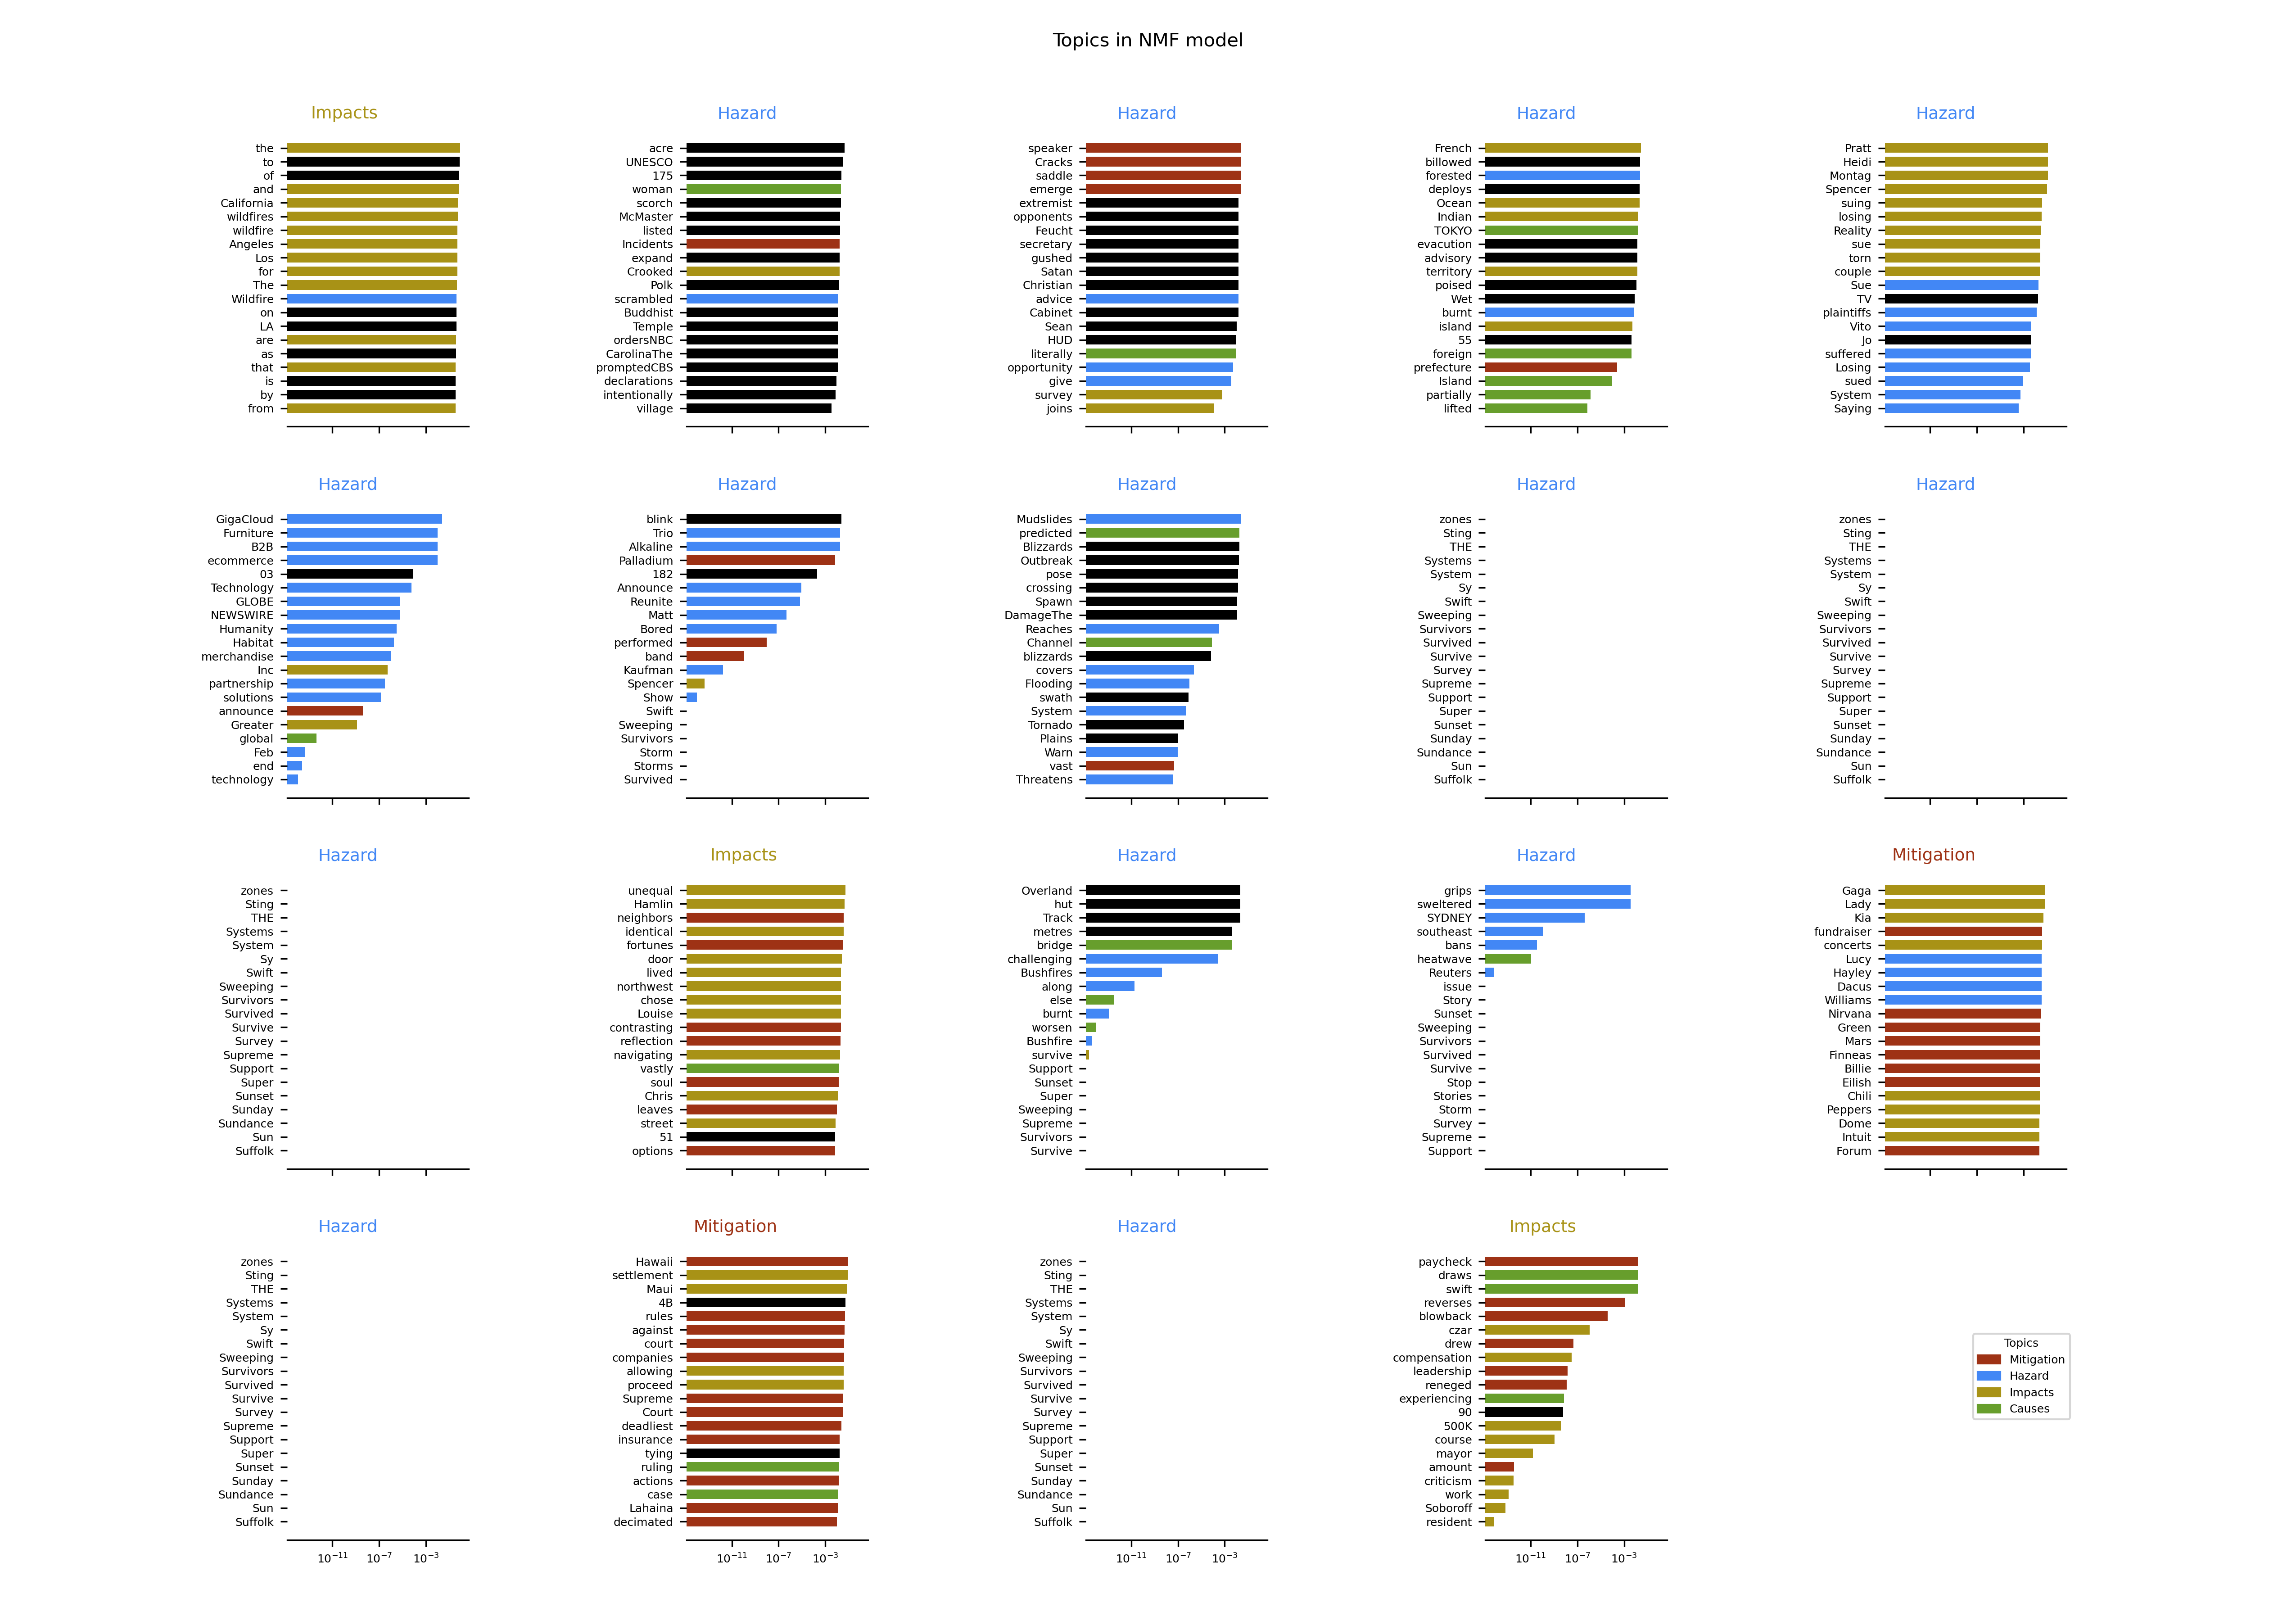 Topics in NMF model
Impacts
the
to
of
and
California
wildfires
wildfire
Angeles
Los
for
The
Wildfire
on
LA
are
as
that
is
by
from
Hazard
acre
UNESCO
175
woman
scorch
McMaster
listed
Incidents
expand
Crooked
Polk
scrambled
Buddhist
Temple
ordersNBC
CarolinaThe
promptedCBS
declarations
intentionally
village
Hazard
speaker
Cracks
saddle
emerge
extremist
opponents
Feucht
secretary
gushed
Satan
Christian
advice
Cabinet
Sean
HUD
literally
opportunity
give
survey
joins
Hazard
French
billowed
forested
deploys
Ocean
Indian
TOKYO
evacution
advisory
territory
poised
Wet
burnt
island
55
foreign
prefecture
Island
partially
lifted
Hazard
Pratt
Heidi
Montag
Spencer
suing
losing
Reality
sue
torn
couple
Sue
TV
plaintiffs
Vito
Jo
suffered
Losing
sued
System
Saying
Hazard
GigaCloud
Furniture
B2B
ecommerce
03
Technology
GLOBE
NEWSWIRE
Humanity
Habitat
merchandise
Inc
partnership
solutions
announce
Greater
global
Feb
end
technology
Hazard
blink
Trio
Alkaline
Palladium
182
Announce
Reunite
Matt
Bored
performed
band
Kaufman
Spencer
Show
Swift
Sweeping
Survivors
Storm
Storms
Survived
Hazard
Mudslides
predicted
Blizzards
Outbreak
pose
crossing
Spawn
DamageThe
Reaches
Channel
blizzards
covers
Flooding
swath
System
Tornado
Plains
Warn
vast
Threatens
Hazard
zones
Sting
THE
Systems
System
Sy
Swift
Sweeping
Survivors
Survived
Survive
Survey
Supreme
Support
Super
Sunset
Sunday
Sundance
Sun
Suffolk
Hazard
zones
Sting
THE
Systems
System
Sy
Swift
Sweeping
Survivors
Survived
Survive
Survey
Supreme
Support
Super
Sunset
Sunday
Sundance
Sun
Suffolk
Hazard
zones
Sting
THE
Systems
System
Sy
Swift
Sweeping
Survivors
Survived
Survive
Survey
Supreme
Support
Super
Sunset
Sunday
Sundance
Sun
Suffolk
Impacts
unequal
Hamlin
neighbors
identical
fortunes
door
lived
northwest
chose
Louise
contrasting
reflection
navigating
vastly
soul
Chris
leaves
street
51
options
Hazard
Overland
hut
Track
metres
bridge
challenging
Bushfires
along
else
burnt
worsen
Bushfire
survive
Support
Sunset
Super
Sweeping
Supreme
Survivors
Survive
Hazard
grips
sweltered
SYDNEY
southeast
bans
heatwave
Reuters
issue
Story
Sunset
Sweeping
Survivors
Survived
Survive
Stop
Stories
Storm
Survey
Supreme
Support
Mitigation
Gaga
Lady
Kia
fundraiser
concerts
Lucy
Hayley
Dacus
Williams
Nirvana
Green
Mars
Finneas
Billie
Eilish
Chili
Peppers
Dome
Intuit
Forum
Hazard
zones
Sting
THE
Systems
System
Sy
Swift
Sweeping
Survivors
Survived
Survive
Survey
Supreme
Support
Super
Sunset
Sunday
Sundance
Sun
Suffolk
10⁻¹¹ 10⁻⁷ 10⁻³
Mitigation
Hawaii
settlement
Maui
4B
rules
against
court
companies
allowing
proceed
Supreme
Court
deadliest
insurance
tying
ruling
actions
case
Lahaina
decimated
10⁻¹¹ 10⁻⁷ 10⁻³
Hazard
zones
Sting
THE
Systems
System
Sy
Swift
Sweeping
Survivors
Survived
Survive
Survey
Supreme
Support
Super
Sunset
Sunday
Sundance
Sun
Suffolk
10⁻¹¹ 10⁻⁷ 10⁻³
Impacts
paycheck
draws
swift
reverses
blowback
czar
drew
compensation
leadership
reneged
experiencing
90
500K
course
mayor
amount
criticism
work
Soboroff
resident
10⁻¹¹ 10⁻⁷ 10⁻³
Topics
Mitigation
Hazard
Impacts
Causes